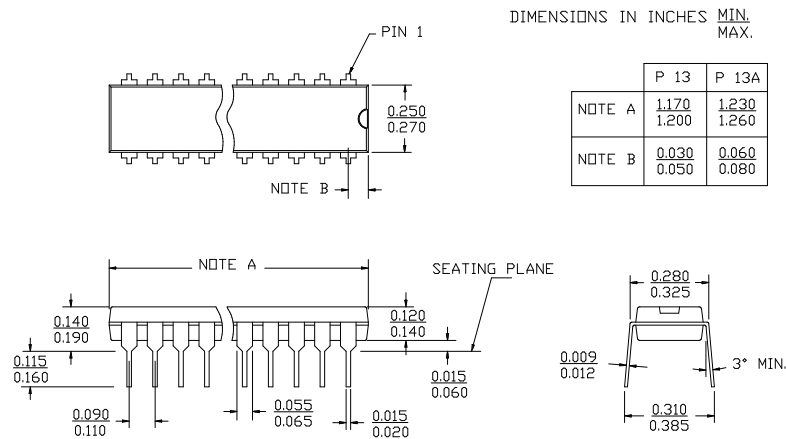 DIMENSIONS IN INCHES MIN.
MAX.
PIN 1
P 13 P 13A
NOTE A 1.170 1.230
1.200 1.260
NOTE B 0.030 0.060
0.050 0.080
0.250
0.270
NOTE B
NOTE A
SEATING PLANE
0.280
0.325
0.140
0.190
0.120
0.140
0.115
0.160
0.015
0.060
0.009
0.012
3° MIN.
0.090
0.110
0.055
0.065
0.015
0.020
0.310
0.385